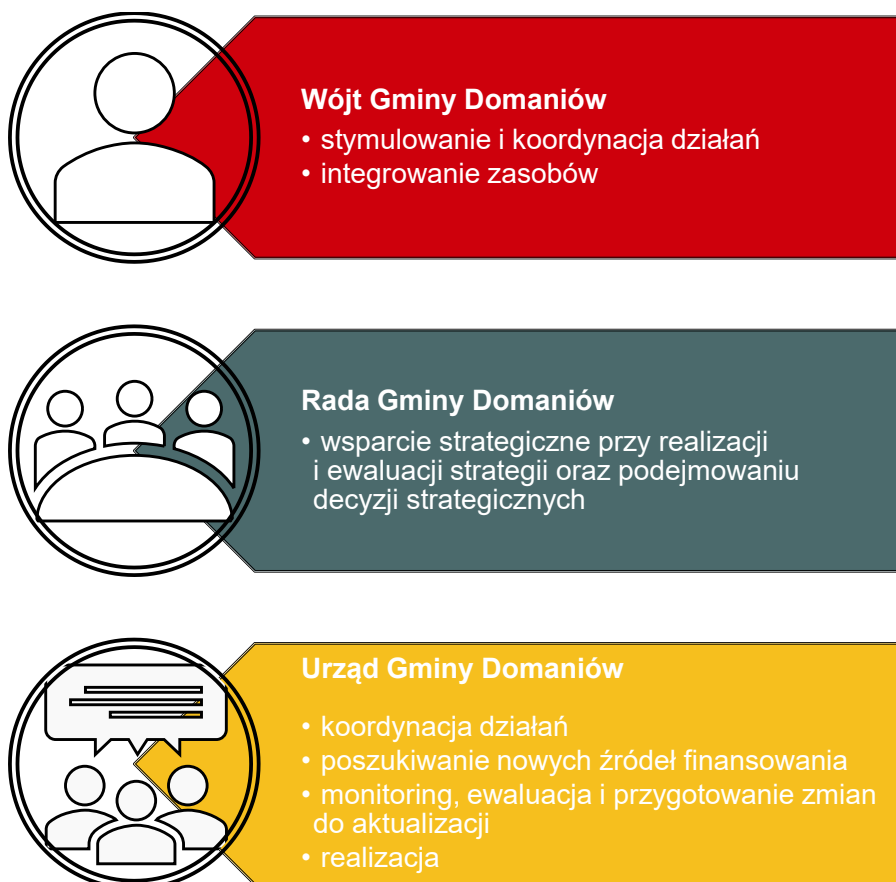 Wójt Gminy Domaniów
• stymulowanie i koordynacja działań
• integrowanie zasobów
Rada Gminy Domaniów
• wsparcie strategiczne przy realizacji
i ewaluacji strategii oraz podejmowaniu
decyzji strategicznych
Urząd Gminy Domaniów
• koordynacja działań
• poszukiwanie nowych źródeł finansowania
• monitoring, ewaluacja i przygotowanie zmian
do aktualizacji
• realizacja